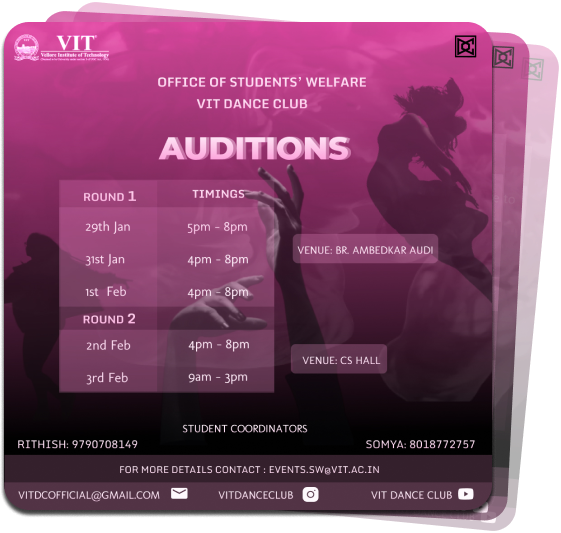 VIT
Vellore Institute of Technology
OFFICE OF STUDENTS' WELFARE
VIT DANCE CLUB
AUDITIONS
ROUND 1 TIMINGS
29th Jan 5pm - 8pm
31st Jan 4pm - 8pm
VENUE: BR. AMBEDKAR AUDI
1st Feb 4pm - 8pm
ROUND 2
2nd Feb 4pm - 8pm
VENUE: CS HALL
3rd Feb 9am - 3pm
STUDENT COORDINATORS
RITHISH: 9790708149 SOMYA: 8018772757
FOR MORE DETAILS CONTACT : EVENTS.SW@VIT.AC.IN
VITDCOFFICIAL@GMAIL.COM VITDANCECLUB VIT DANCE CLUB